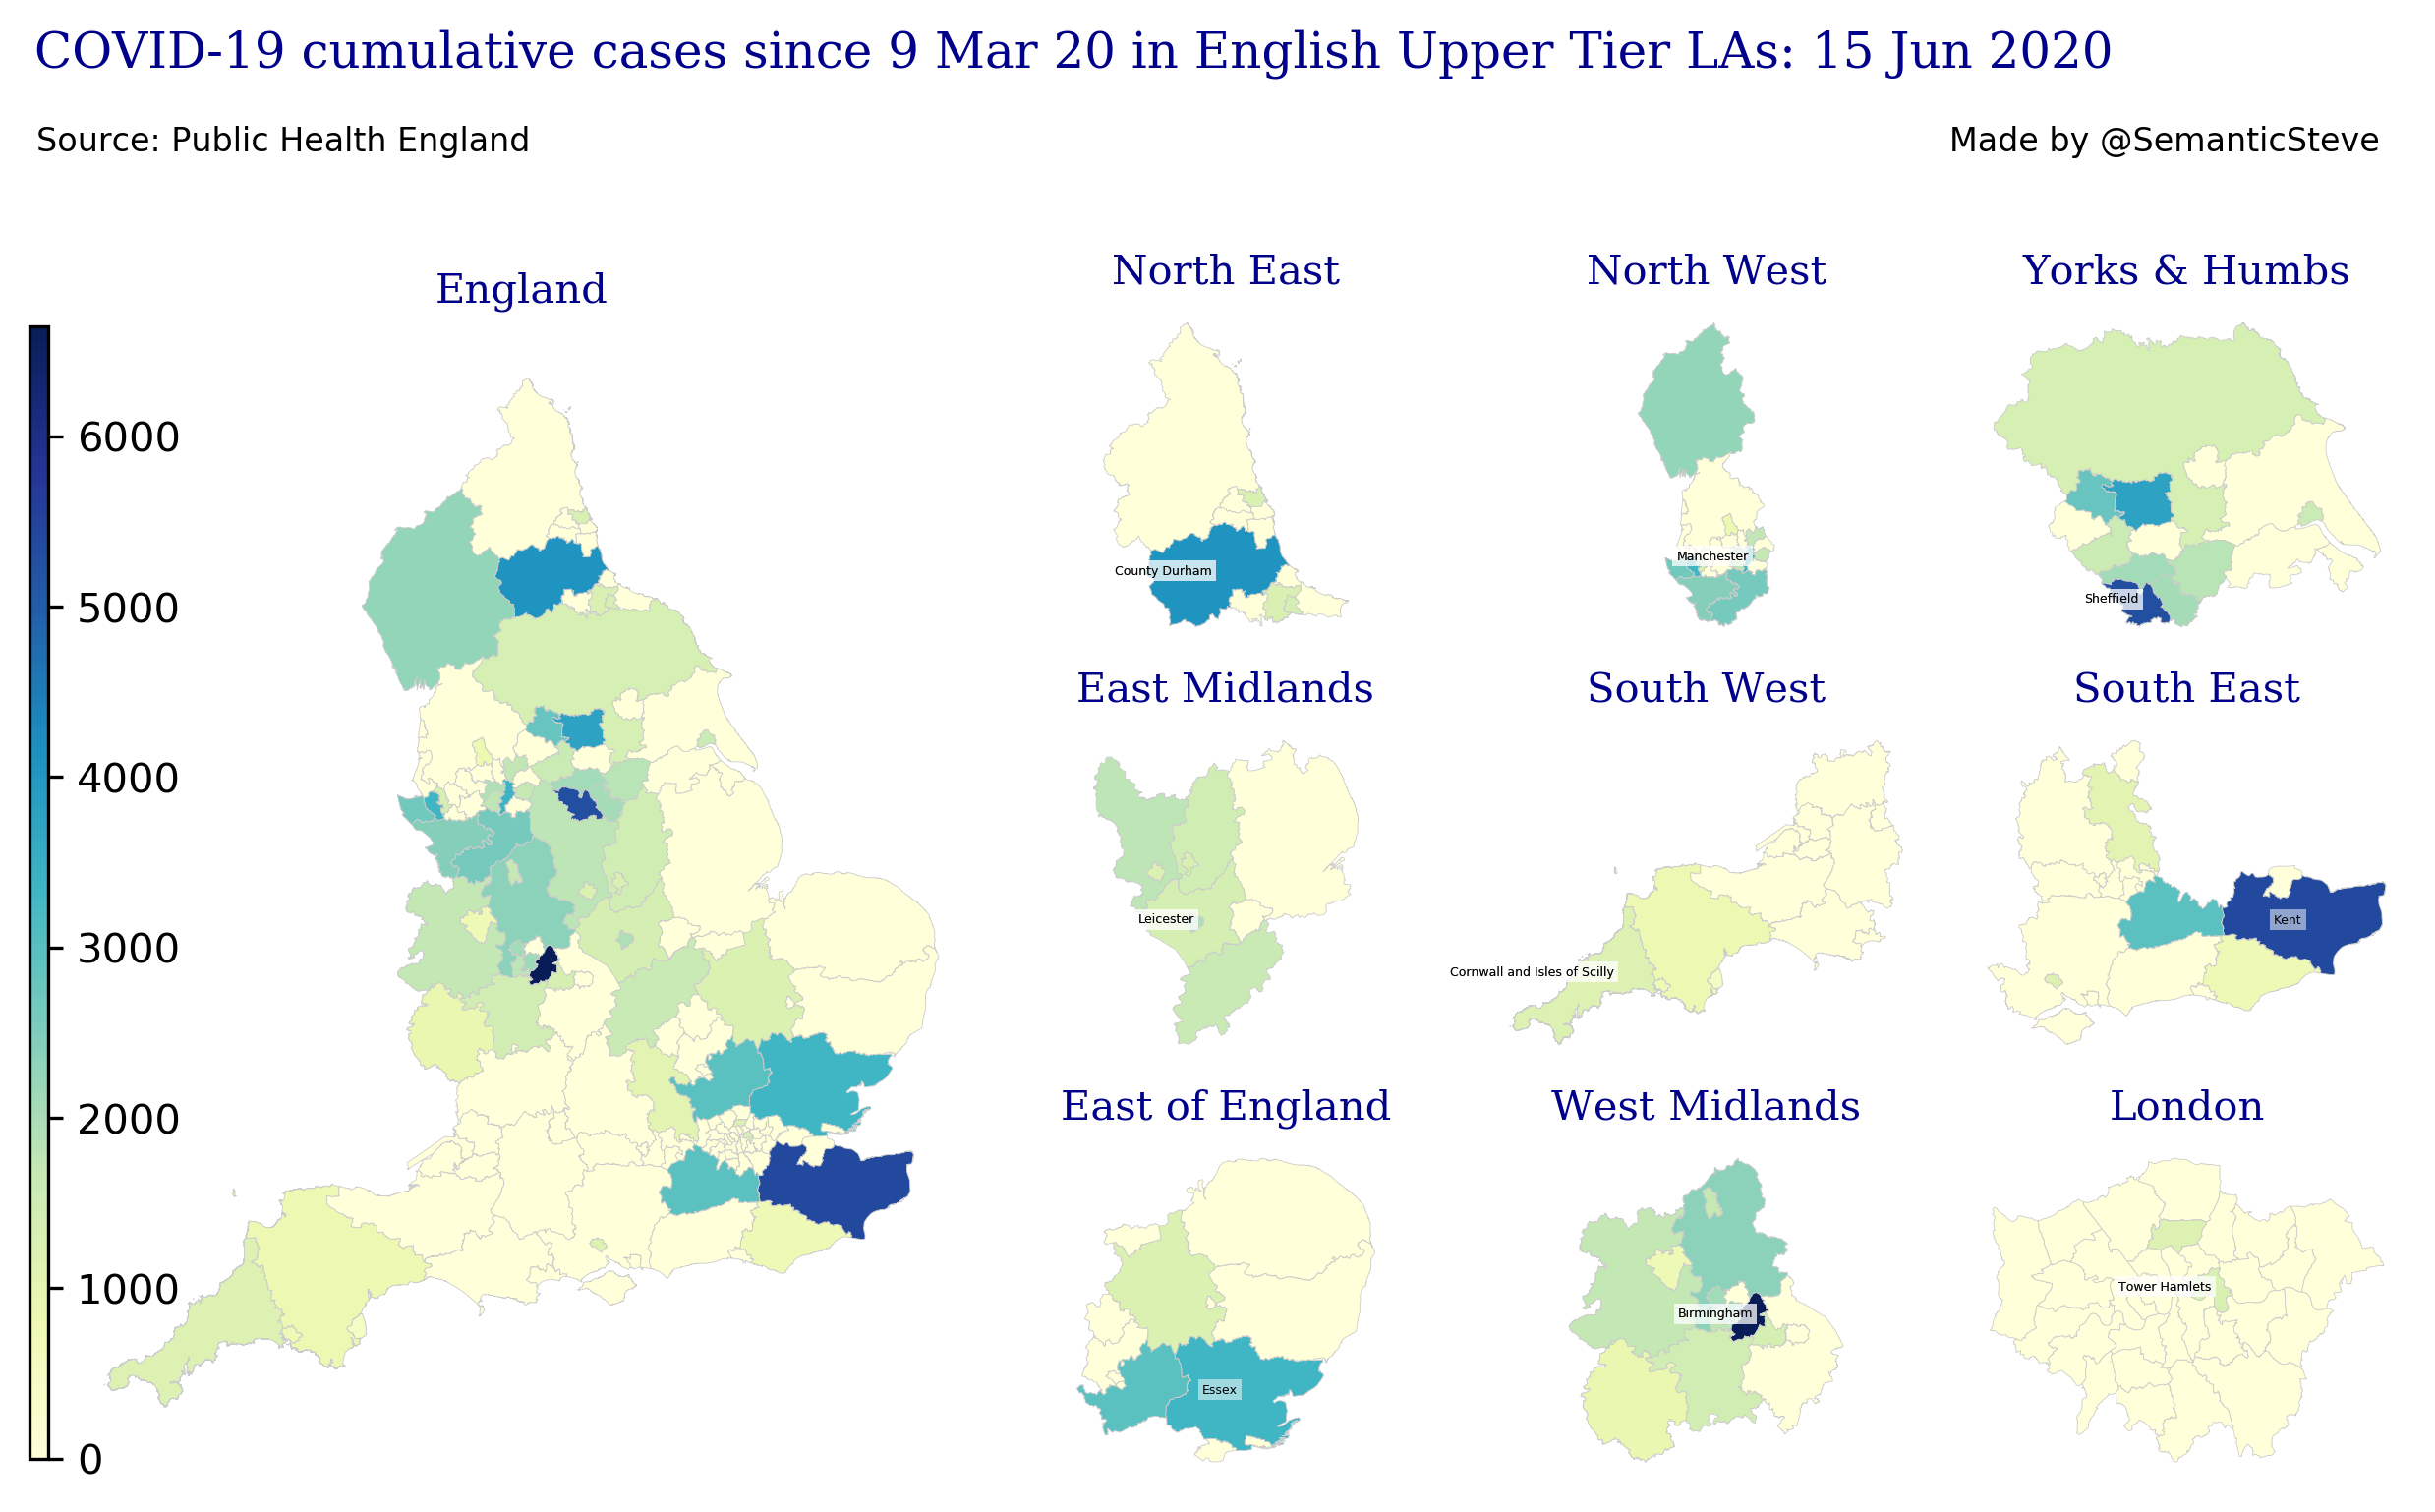 COVID-19 cumulative cases since 9 Mar 20 in English Upper Tier LAs: 15 Jun 2020
Source: Public Health England
Made by @SemanticSteve
England
6000
5000
4000
3000
2000
1000
0
North East
County Durham
North West
Manchester
Yorks & Humbs
Sheffield
East Midlands
Leicester
South West
Cornwall and Isles of Scilly
South East
Kent
East of England
Essex
West Midlands
Birmingham
London
Tower Hamlets